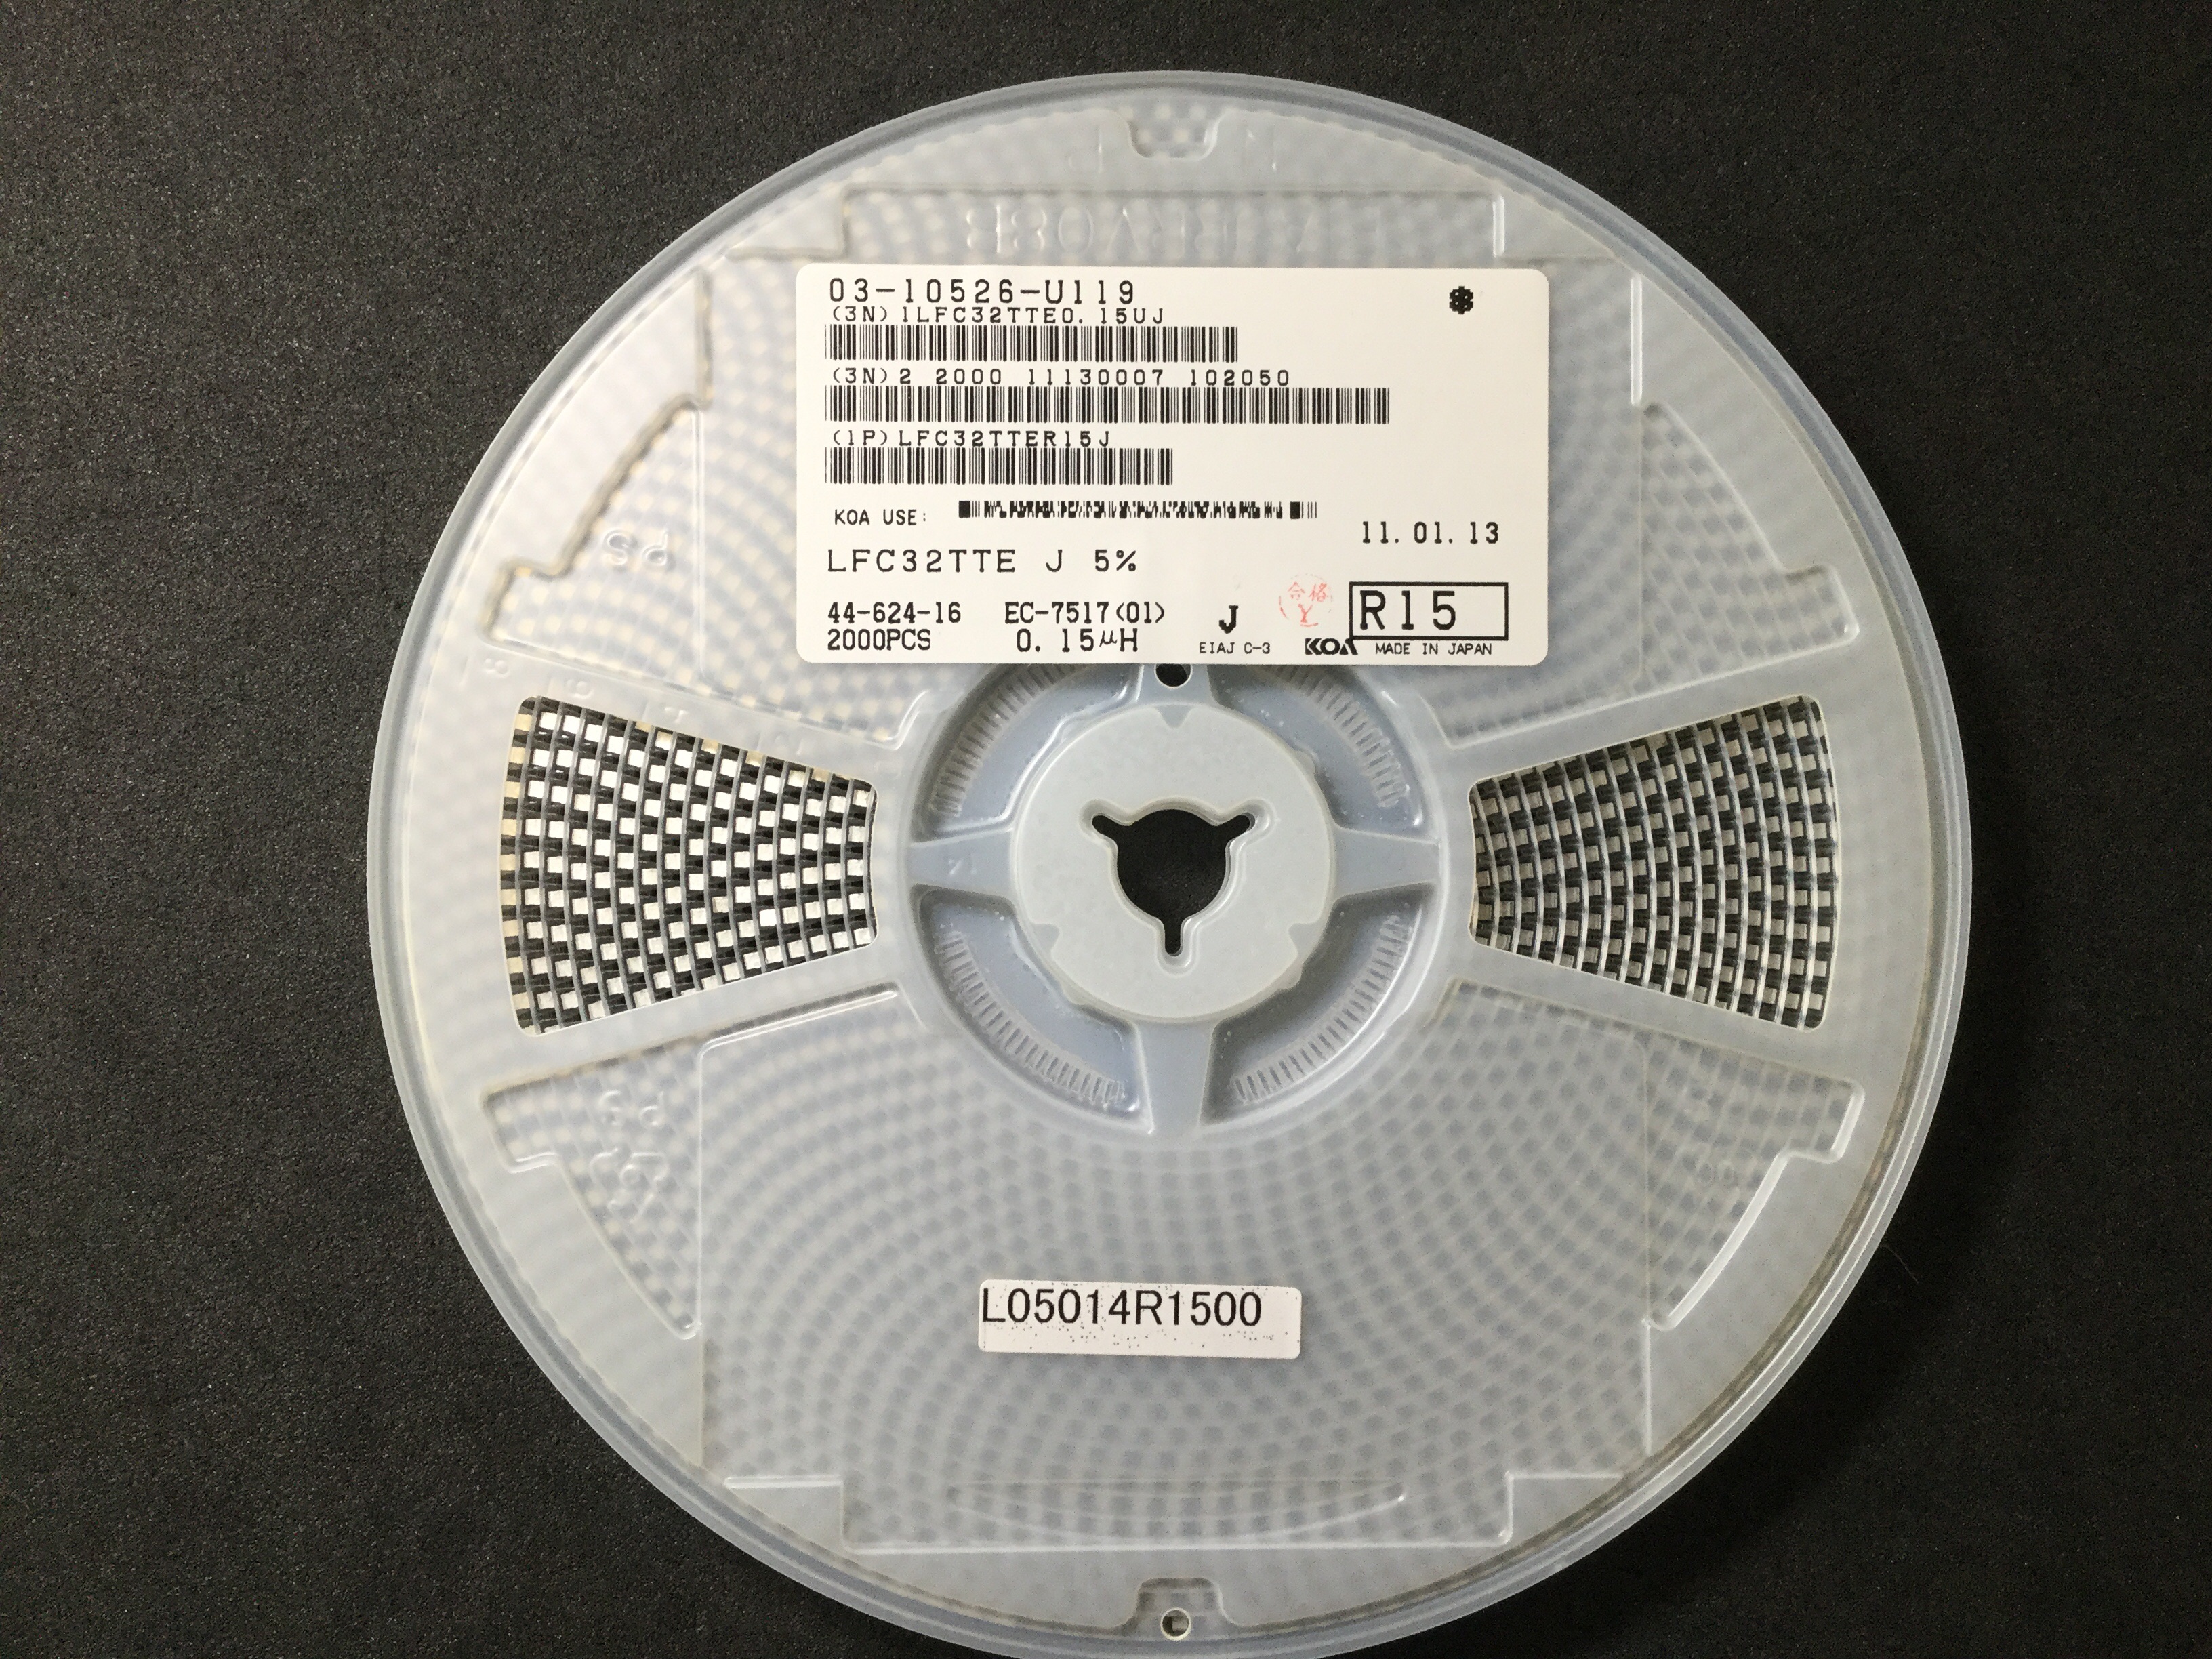 03-10526-U119
(3N)1LFC32TTE0.15UJ
(3N)2 2000 11130007 102050
(1P)LFC32TTER15J
KOA USE:
11.01.13
LFC32TTE J 5%
44-624-16 EC-7517(01) J 合格 Y R15
2000PCS 0.15μH EIAJ C-3 KOA MADE IN JAPAN
PS
L05014R1500